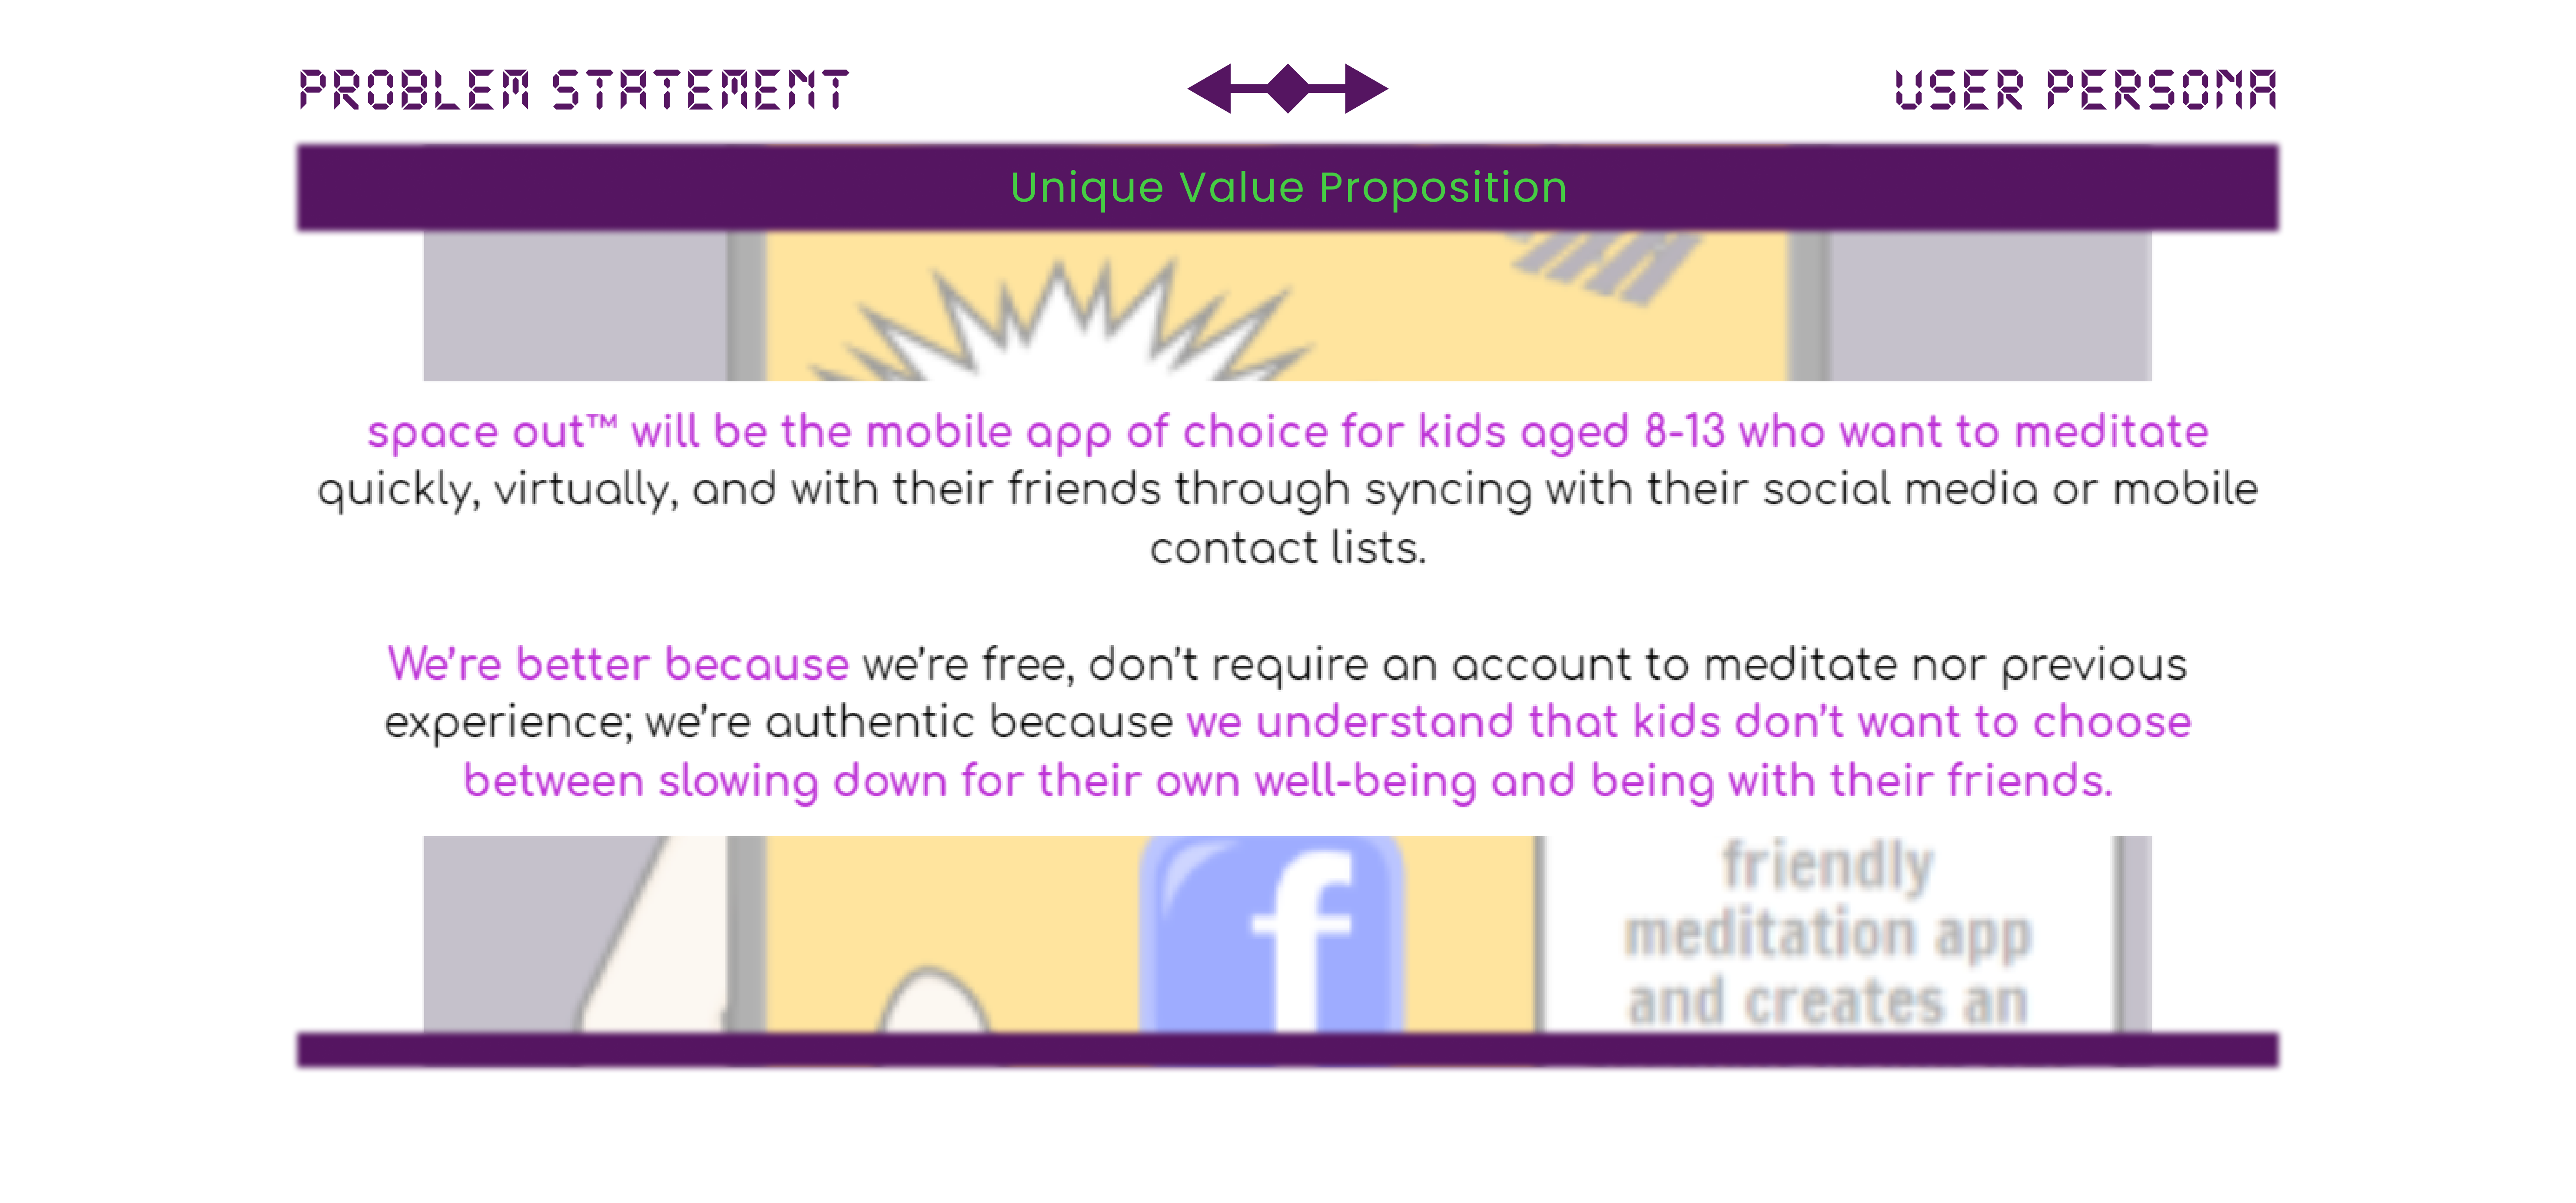 PROBLEM STATEMENT
USER PERSONA
Unique Value Proposition
space out™ will be the mobile app of choice for kids aged 8-13 who want to meditate
quickly, virtually, and with their friends through syncing with their social media or mobile
contact lists.
We're better because we're free, don't require an account to meditate nor previous
experience; we're authentic because we understand that kids don't want to choose
between slowing down for their own well-being and being with their friends.
f
friendly
meditation app
and creates an